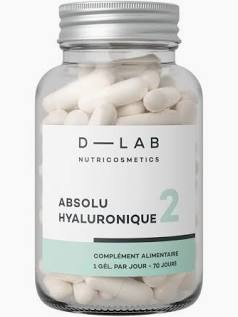 D—LAB
NUTRICOSMETICS
ABSOLU
HYALURONIQUE 2
COMPLÉMENT ALIMENTAIRE
1 GÉL. PAR JOUR - 70 JOURS